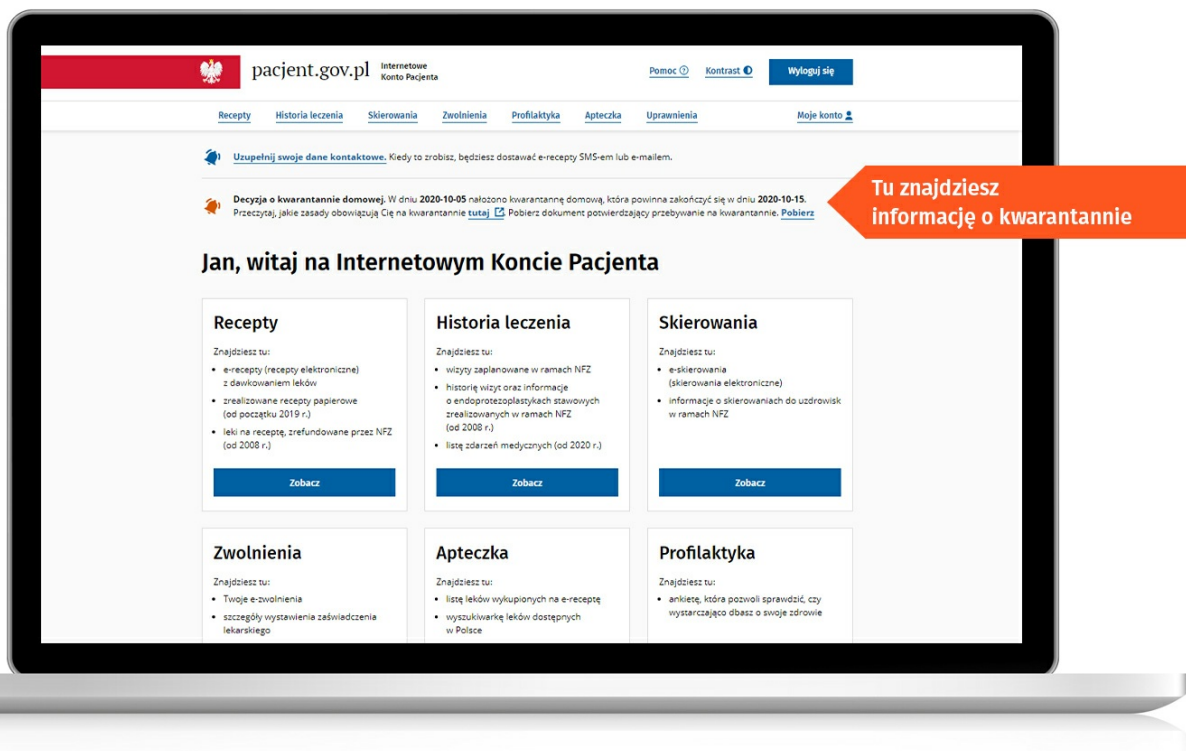 pacjent.gov.pl
Internetowe
Konto Pacjenta
Pomoc
Kontrast
Wyloguj się
Recepty
Historia leczenia
Skierowania
Zwolnienia
Profilaktyka
Apteczka
Uprawnienia
Moje konto
Uzupełnij swoje dane kontaktowe. Kiedy to zrobisz, będziesz dostawać e-recepty SMS-em lub e-mailem.
Decyzja o kwarantannie domowej. W dniu 2020-10-05 nałożono kwarantannę domową, która powinna zakończyć się w dniu 2020-10-15.
Przeczytaj, jakie zasady obowiązują Cię na kwarantannie tutaj Pobierz dokument potwierdzający przebywanie na kwarantannie. Pobierz
Tu znajdziesz
informację o kwarantannie
Jan, witaj na Internetowym Koncie Pacjenta
Recepty
Znajdziesz tu:
• e-recepty (recepty elektroniczne)
z dawkowaniem leków
• zrealizowane recepty papierowe
(od początku 2019 r.)
• leki na receptę, zrefundowane przez NFZ
(od 2008 r.)
Zobacz
Historia leczenia
Znajdziesz tu:
• wizyty zaplanowane w ramach NFZ
• historię wizyt oraz informacje
o endoprotezoplastykach stawowych
zrealizowanych w ramach NFZ
(od 2008 r.)
• listę zdarzeń medycznych (od 2020 r.)
Zobacz
Skierowania
Znajdziesz tu:
• e-skierowania
(skierowania elektroniczne)
• informacje o skierowaniach do uzdrowisk
w ramach NFZ
Zobacz
Zwolnienia
Znajdziesz tu:
• Twoje e-zwolnienia
• szczegóły wystawienia zaświadczenia
lekarskiego
Apteczka
Znajdziesz tu:
• listę leków wykupionych na e-receptę
• wyszukiwarkę leków dostępnych
w Polsce
Profilaktyka
Znajdziesz tu:
• ankietę, która pozwoli sprawdzić, czy
wystarczająco dbasz o swoje zdrowie